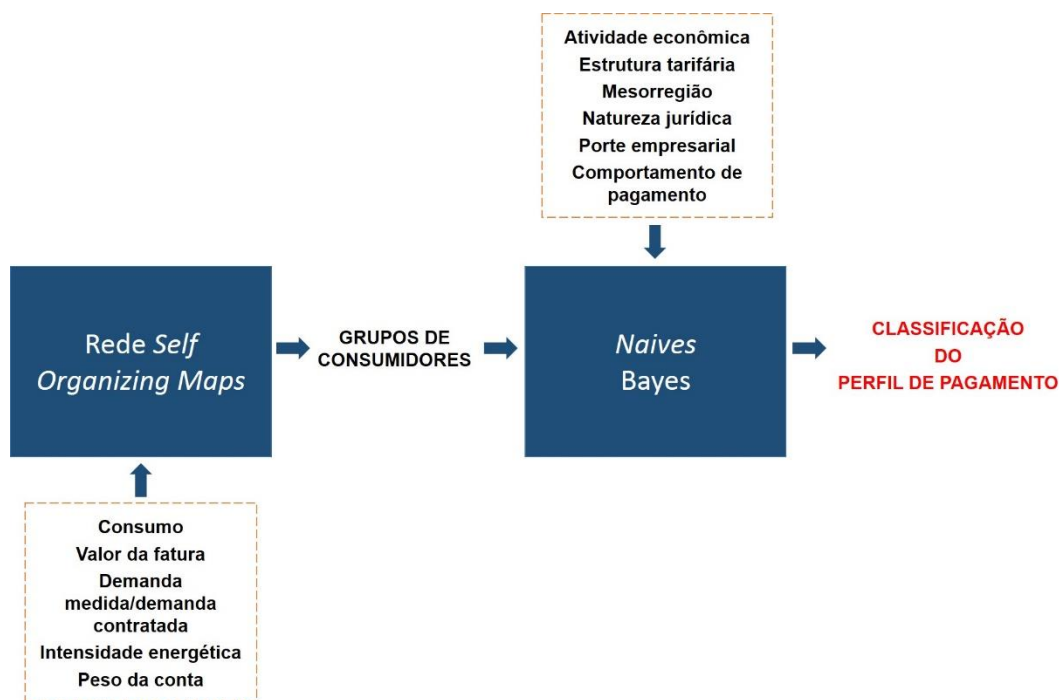 Atividade econômica
Estrutura tarifária
Mesorregião
Natureza jurídica
Porte empresarial
Comportamento de
pagamento
Rede Self
Organizing Maps
GRUPOS DE
CONSUMIDORES
Naives
Bayes
CLASSIFICAÇÃO
DO
PERFIL DE PAGAMENTO
Consumo
Valor da fatura
Demanda
medida/demanda
contratada
Intensidade energética
Peso da conta